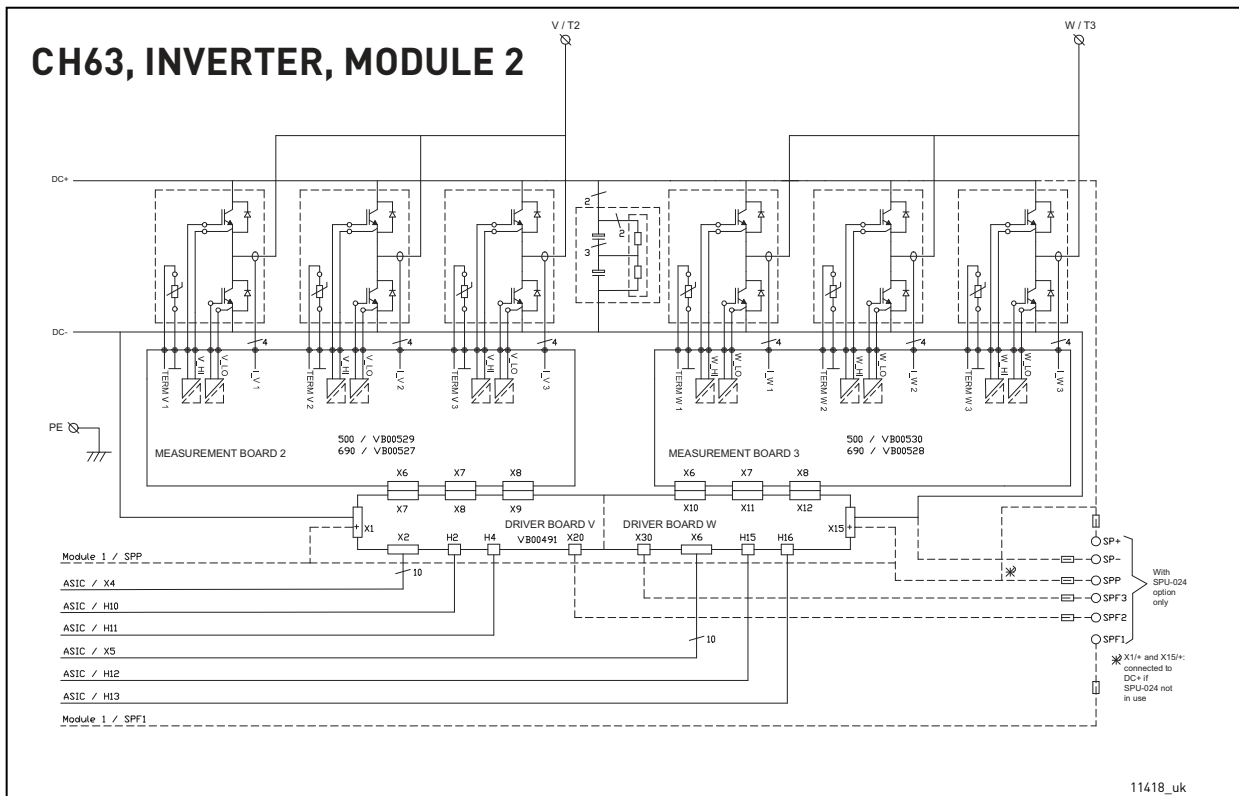 V / T2
W / T3
CH63, INVERTER, MODULE 2
DC+
2
2
3
DC-
4
4
4
4
4
4
TERM V 1
V_HI
V_LO
I_V 1
TERM V 2
V_HI
V_LO
I_V 2
TERM V 3
V_HI
V_LO
I_V 3
TERM W 1
W_HI
W_LO
I_W 1
TERM W 2
W_HI
W_LO
I_W 2
TERM W 3
W_HI
W_LO
I_W 3
PE
500 / VB00529
690 / VB00527
MEASUREMENT BOARD 2
500 / VB00530
690 / VB00528
MEASUREMENT BOARD 3
X6 X7 X8
X6 X7 X8
X7 X8 X9
X10 X11 X12
+ X1
DRIVER BOARD V
DRIVER BOARD W
X15 +
VB00491
X2 H2 H4 X20 X30 X6 H15 H16
Module 1 / SPP
10
ASIC / X4
ASIC / H10
ASIC / H11
10
ASIC / X5
ASIC / H12
ASIC / H13
Module 1 / SPF1
SP+
SP-
SPP
SPF3
SPF2
SPF1
With
SPU-024
option
only
X1/+ and X15/+:
connected to
DC+ if
SPU-024 not
in use
11418_uk